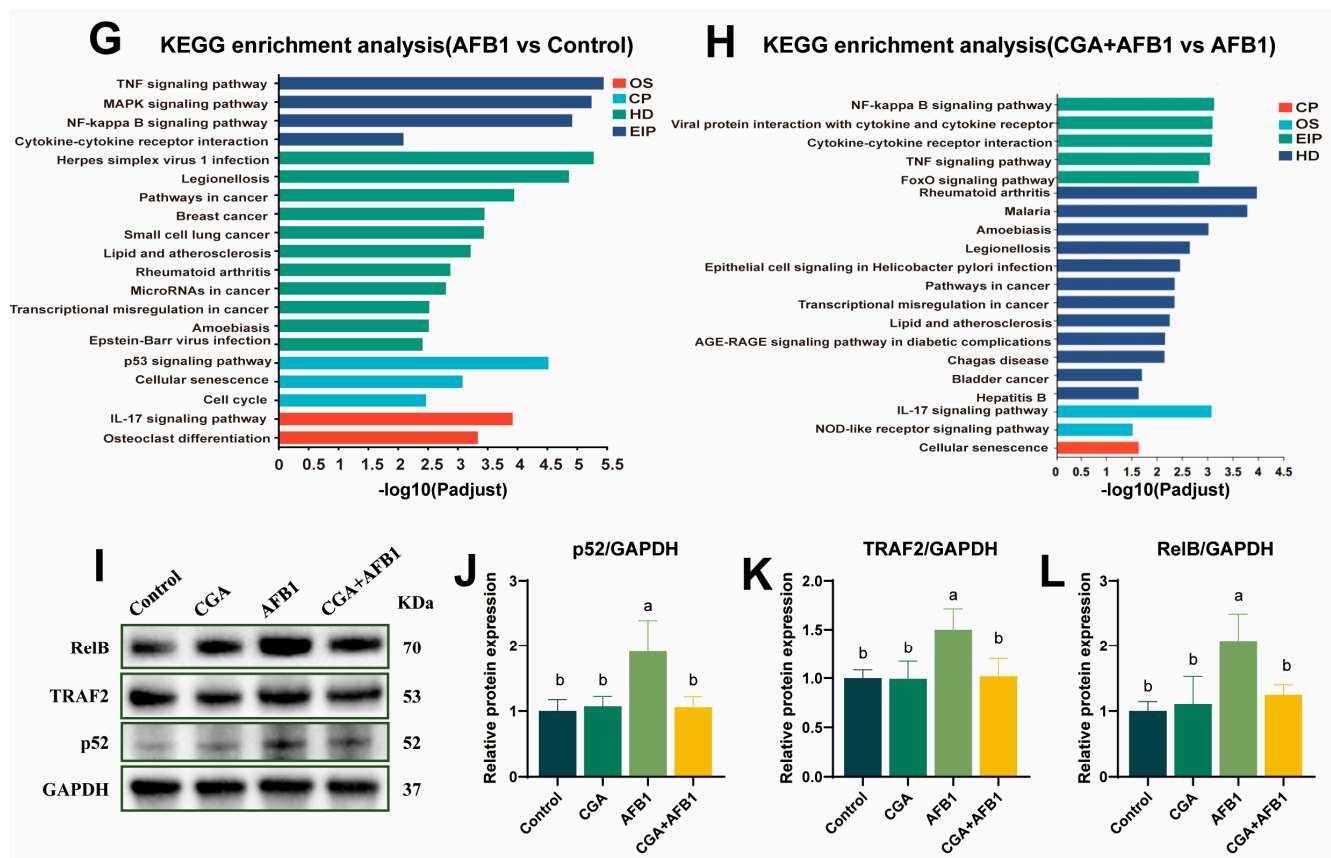 G
KEGG enrichment analysis(AFB1 vs Control)
TNF signaling pathway
MAPK signaling pathway
NF-kappa B signaling pathway
Cytokine-cytokine receptor interaction
Herpes simplex virus 1 infection
Legionellosis
Pathways in cancer
Breast cancer
Small cell lung cancer
Lipid and atherosclerosis
Rheumatoid arthritis
MicroRNAs in cancer
Transcriptional misregulation in cancer
Amoebiasis
Epstein-Barr virus infection
p53 signaling pathway
Cellular senescence
Cell cycle
IL-17 signaling pathway
Osteoclast differentiation
OS
CP
HD
EIP
0 0.5 1 1.5 2 2.5 3 3.5 4 4.5 5 5.5
-log10(Padjust)
H
KEGG enrichment analysis(CGA+AFB1 vs AFB1)
NF-kappa B signaling pathway
Viral protein interaction with cytokine and cytokine receptor
Cytokine-cytokine receptor interaction
TNF signaling pathway
FoxO signaling pathway
Rheumatoid arthritis
Malaria
Amoebiasis
Legionellosis
Epithelial cell signaling in Helicobacter pylori infection
Pathways in cancer
Transcriptional misregulation in cancer
Lipid and atherosclerosis
AGE-RAGE signaling pathway in diabetic complications
Chagas disease
Bladder cancer
Hepatitis B
IL-17 signaling pathway
NOD-like receptor signaling pathway
Cellular senescence
CP
OS
EIP
HD
0 0.5 1 1.5 2 2.5 3 3.5 4 4.5
-log10(Padjust)
I
Control CGA AFB1 CGA+AFB1 KDa
RelB 70
TRAF2 53
p52 52
GAPDH 37
J
p52/GAPDH
Relative protein expression
3
2
1
0
b b a b
Control CGA AFB1 CGA+AFB1
K
TRAF2/GAPDH
Relative protein expression
2.0
1.5
1.0
0.5
0.0
b b a b
Control CGA AFB1 CGA+AFB1
L
RelB/GAPDH
Relative protein expression
3
2
1
0
b b a b
Control CGA AFB1 CGA+AFB1